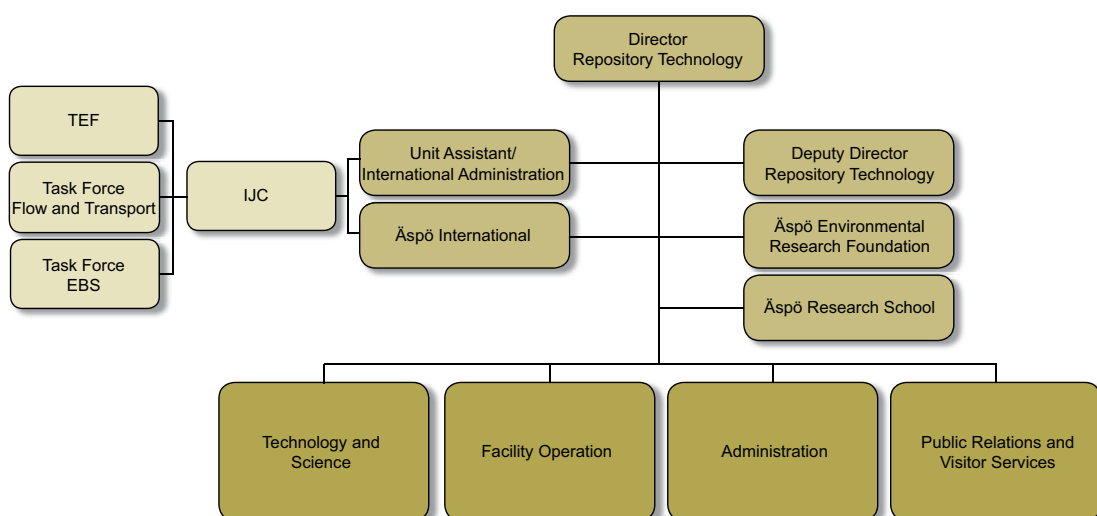 Director
Repository Technology
TEF
Task Force
Flow and Transport
Task Force
EBS
IJC
Unit Assistant/
International Administration
Äspö International
Deputy Director
Repository Technology
Äspö Environmental
Research Foundation
Äspö Research School
Technology and
Science
Facility Operation
Administration
Public Relations and
Visitor Services